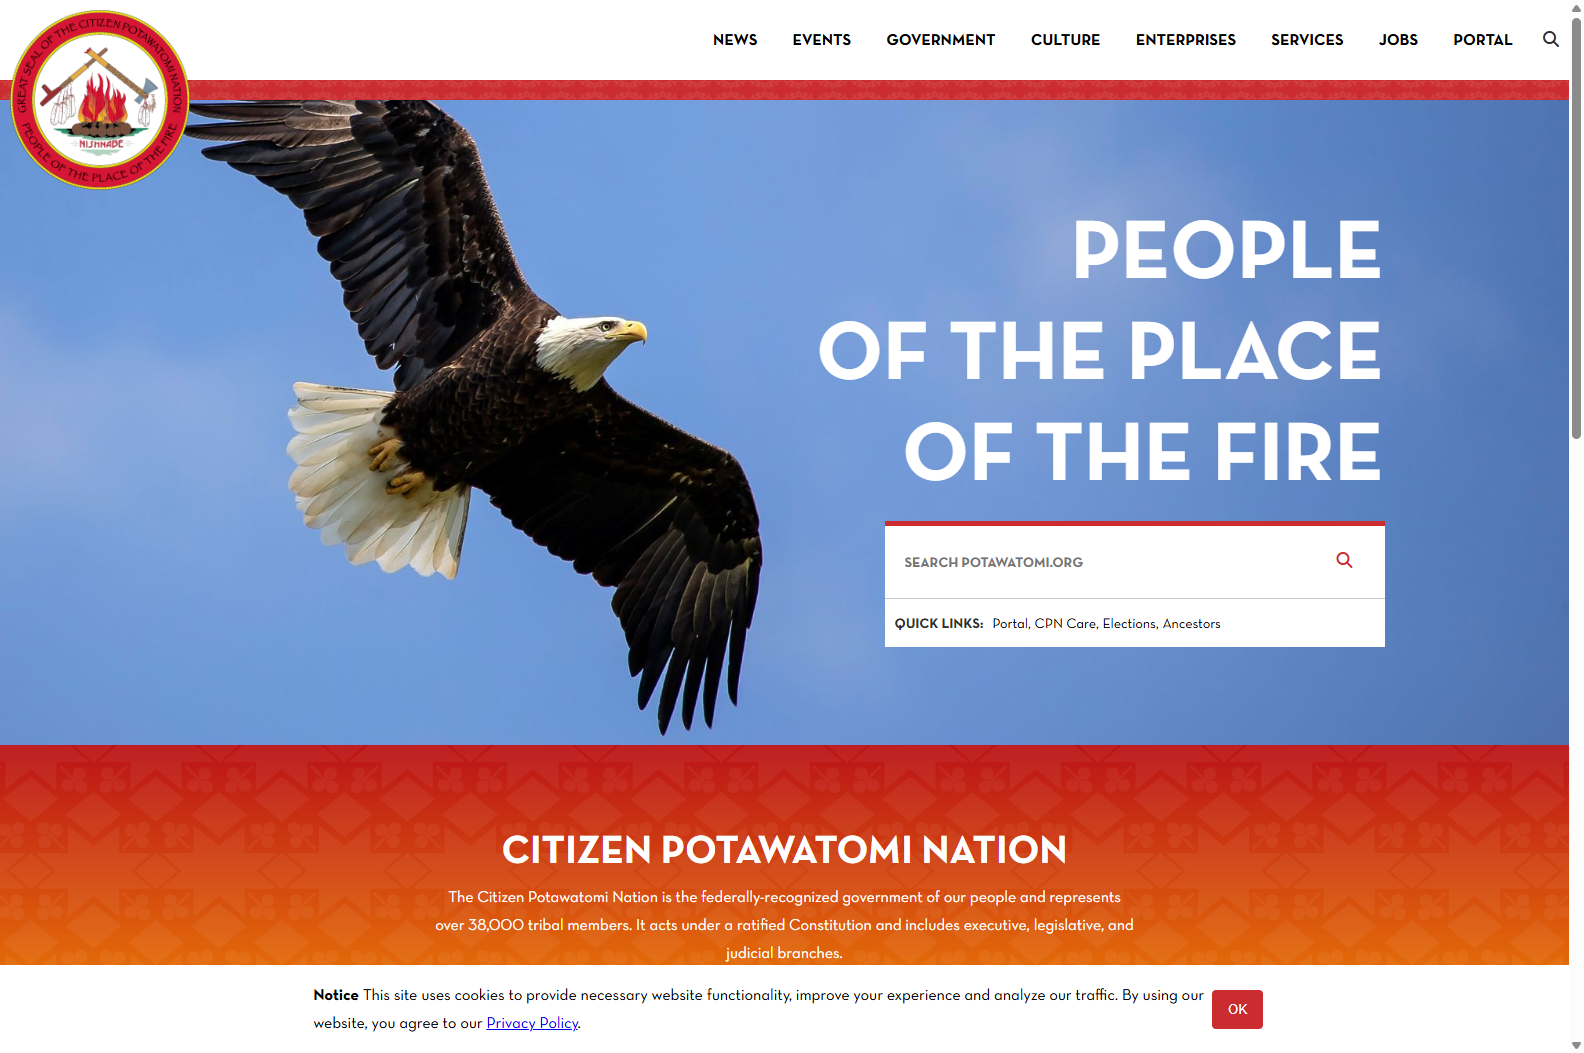 GREAT SEAL OF THE CITIZEN POTAWATOMI NATION
PEOPLE OF THE PLACE OF THE FIRE
NISHNABE
NEWS EVENTS GOVERNMENT CULTURE ENTERPRISES SERVICES JOBS PORTAL
PEOPLE
OF THE PLACE
OF THE FIRE
SEARCH POTAWATOMI.ORG
QUICK LINKS: Portal, CPN Care, Elections, Ancestors
CITIZEN POTAWATOMI NATION
The Citizen Potawatomi Nation is the federally-recognized government of our people and represents
over 38,000 tribal members. It acts under a ratified Constitution and includes executive, legislative, and
judicial branches.
Notice This site uses cookies to provide necessary website functionality, improve your experience and analyze our traffic. By using our
website, you agree to our Privacy Policy.
OK